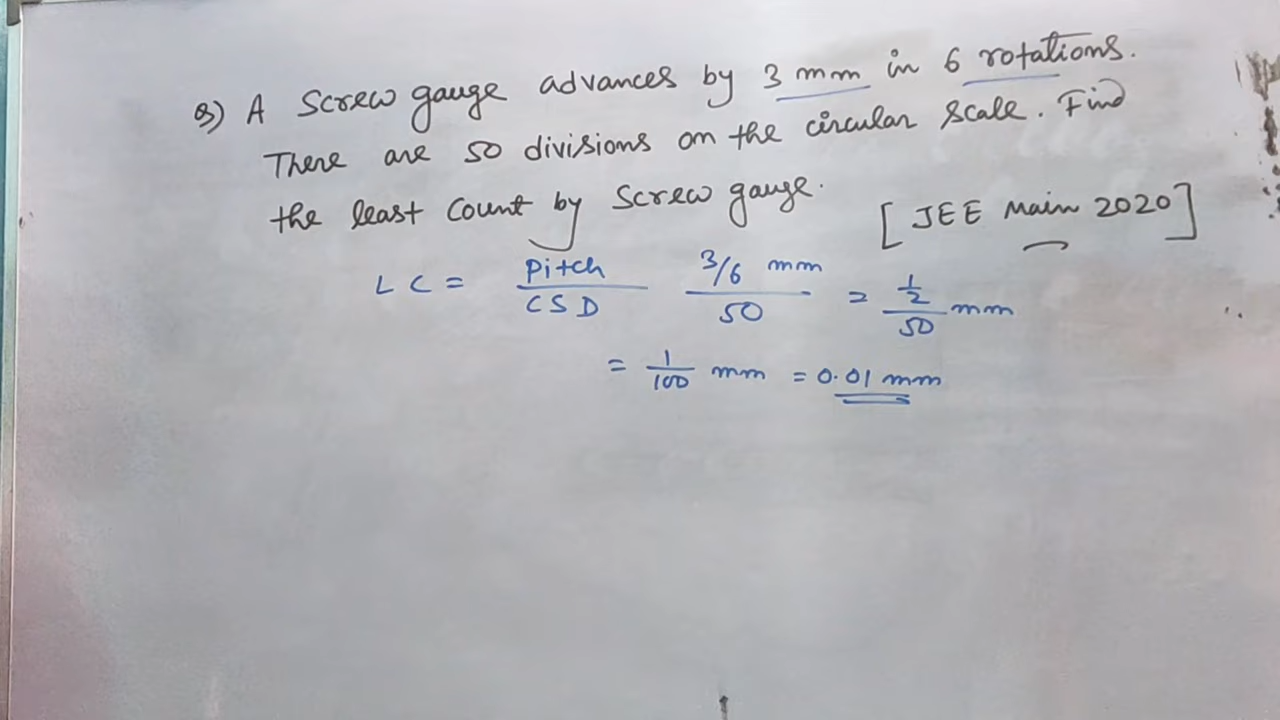 Q) A Screw gauge advances by 3 mm in 6 rotations.
There are 50 divisions on the circular scale. Find
the least count by screw gauge.
[JEE Main 2020]
LC = Pitch/CSD (3/6 mm)/50 = (1/2)/50 mm
= 1/100 mm = 0.01 mm